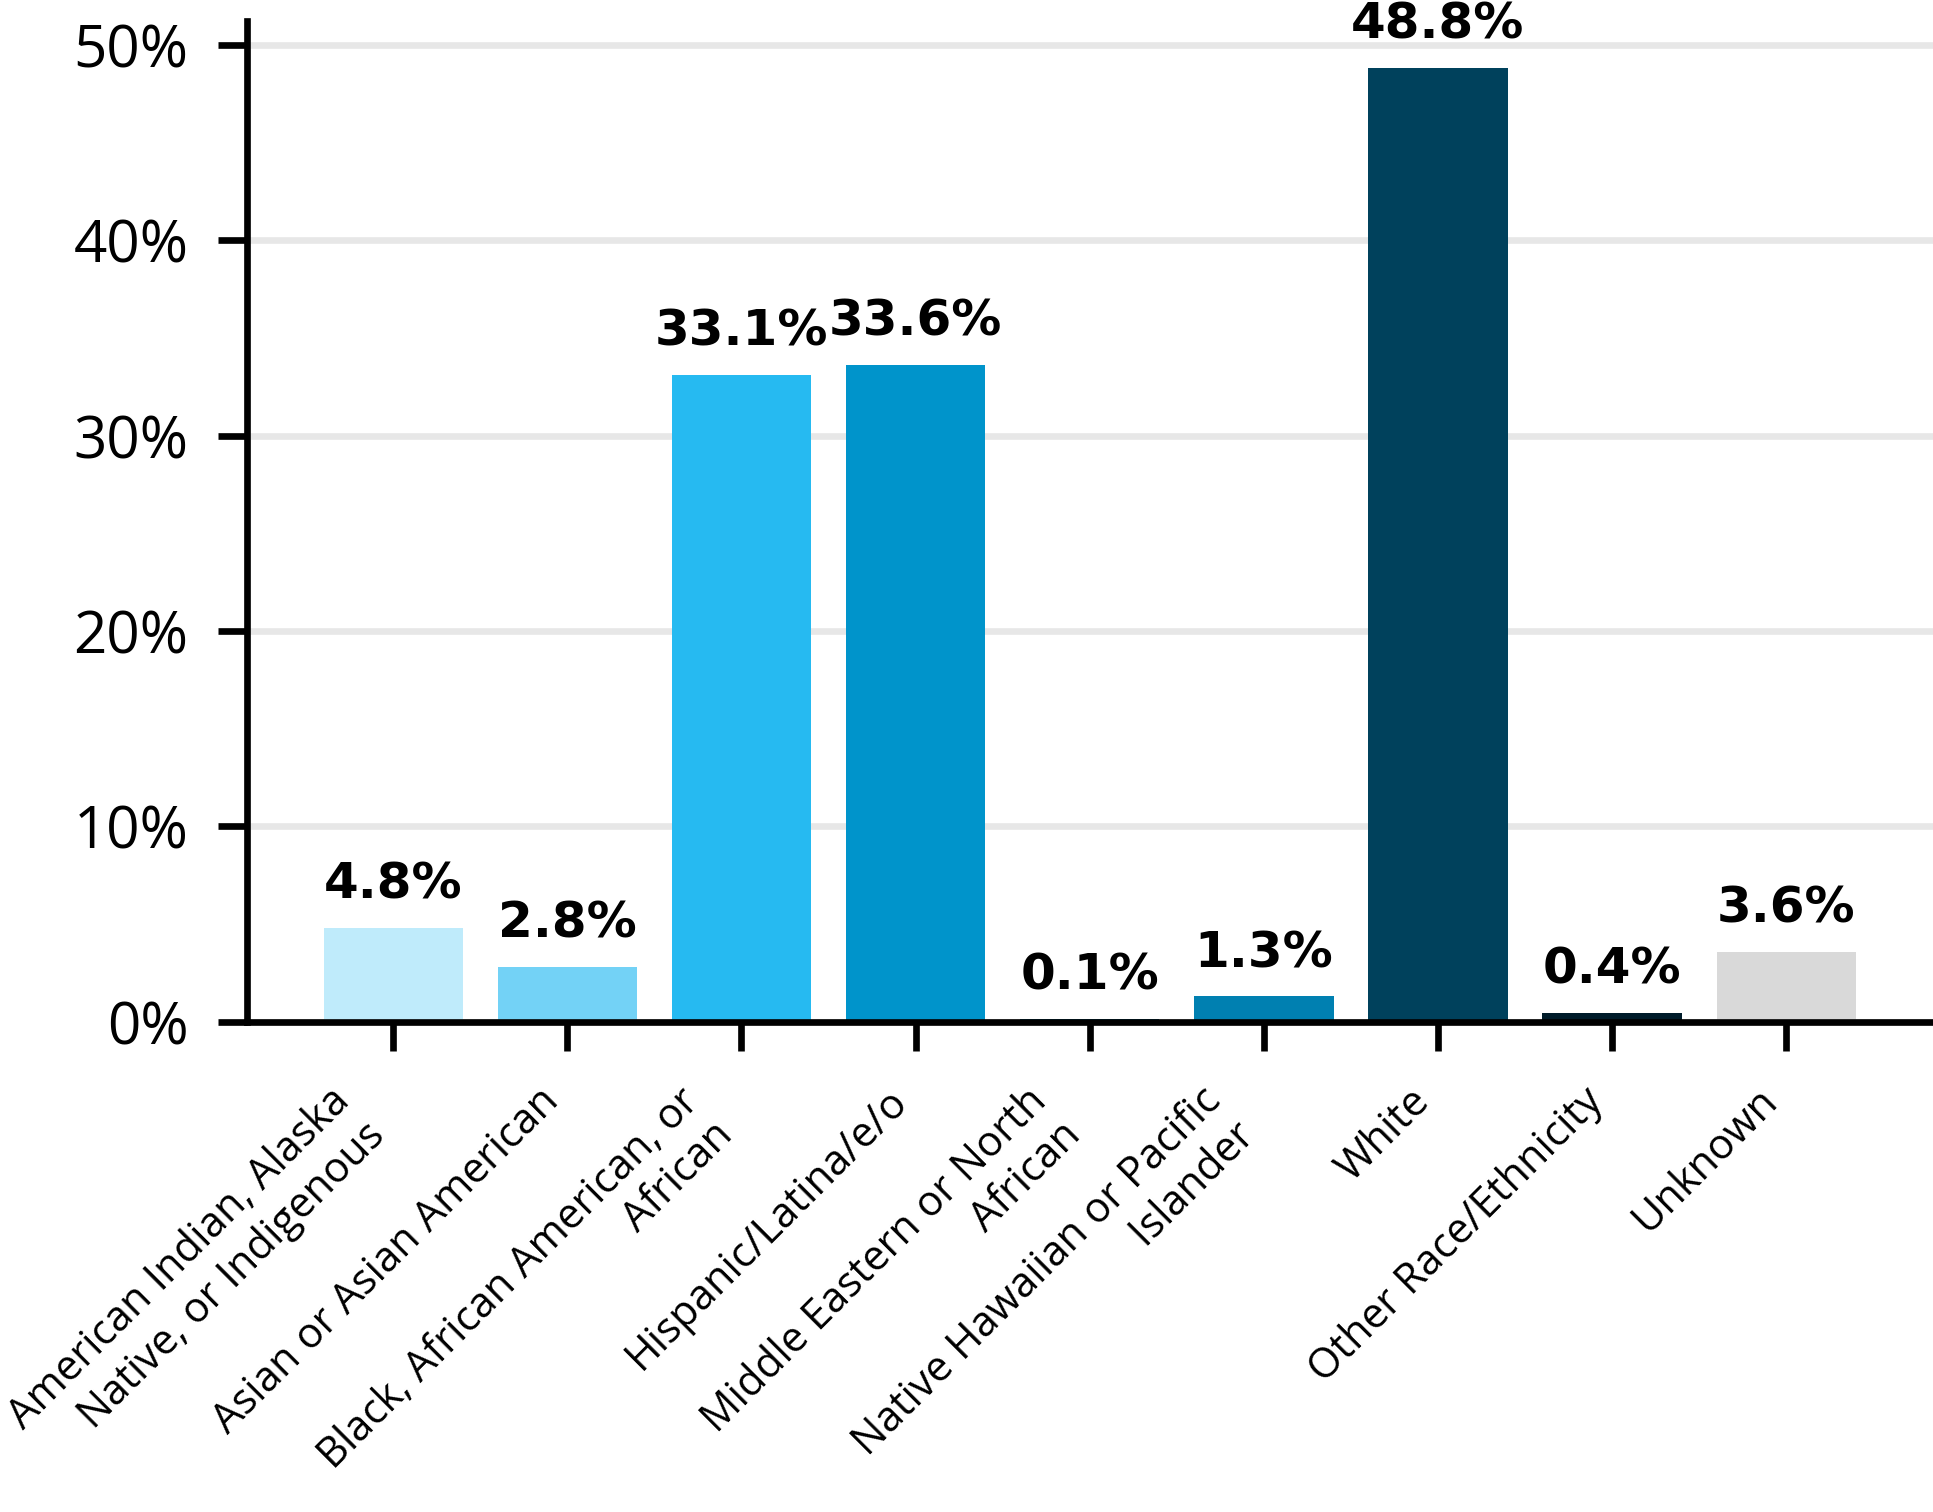 50%
40%
30%
20%
10%
0%
4.8%
2.8%
33.1%
33.6%
0.1%
1.3%
48.8%
0.4%
3.6%
American Indian, Alaska
Native, or Indigenous
Asian or Asian American
Black, African American, or
African
Hispanic/Latina/e/o
Middle Eastern or North
African
Native Hawaiian or Pacific
Islander
White
Other Race/Ethnicity
Unknown